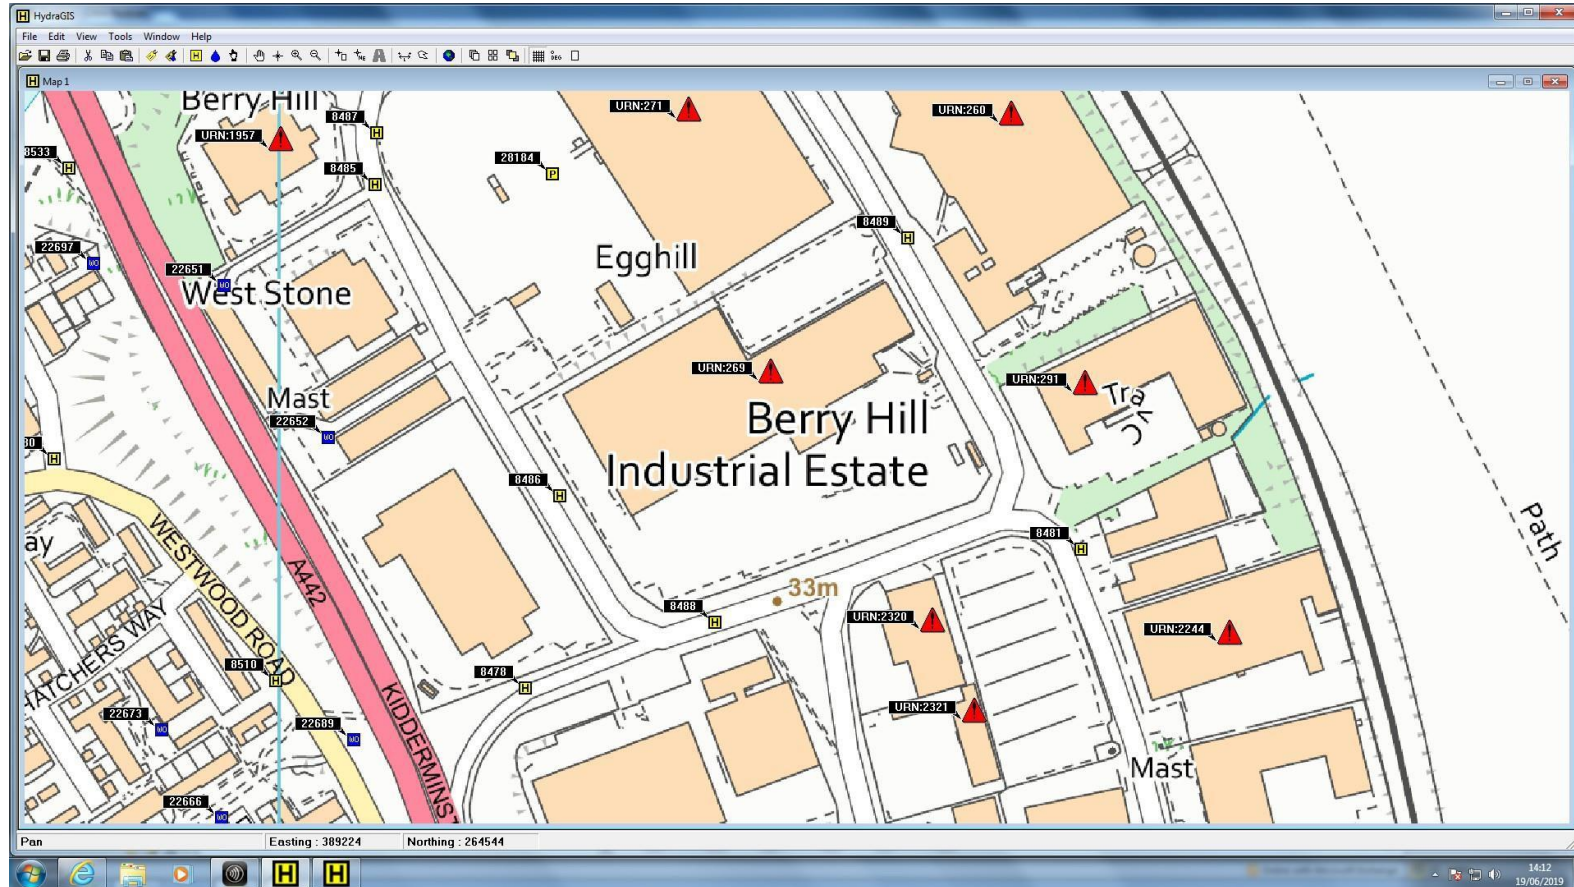 HydraGIS
File Edit View Tools Window Help
Map 1
Berry Hill
URN:1957
8487
8533
8485
28184
P
URN:271
URN:260
8489
22697
22651
West Stone
Egghill
Mast
22652
URN:269
URN:291
Trav C
Berry Hill
Industrial Estate
30
8486
8481
ay
WESTWOOD ROAD
A442
HATCHERS WAY
33m
8488
8478
URN:2320
URN:2321
URN:2244
Path
8510
22673
22689
22666
KIDDERMINST
Mast
Pan
Easting : 389224
Northing : 264544
14:12
19/06/2019